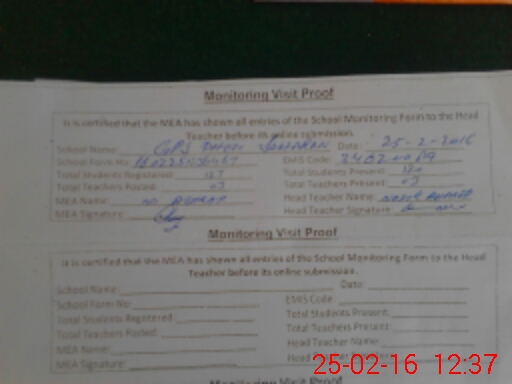 Monitoring Visit Proof
It is certified that the MEA has shown all entries of the School Monitoring Form to the Head
Teacher before its online submission.
School Name: GPS Date: 25-2-2016
School Form No: EMIS Code:
Total Students Registered: 127 Total Students Present:
Total Teachers Posted: 03 Total Teachers Present: 03
MEA Name: Head Teacher Name:
MEA Signature: Head Teacher Signature
Monitoring Visit Proof
It is certified that the MEA has shown all entries of the School Monitoring Form to the Head
Teacher before its online submission.
School Name: Date:
School Form No: EMIS Code
Total Students Registered: Total Students Present:
Total Teachers Posted: Total Teachers Present:
MEA Name: Head Teacher Name:
MEA Signature: Head Teacher
Monitoring Visit Proof
25-02-16 12:37